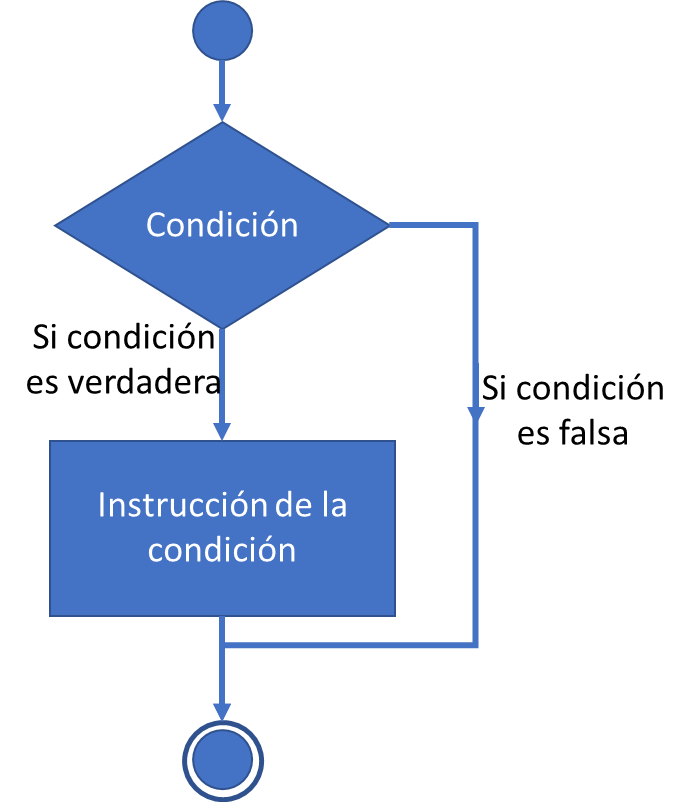 Condición
Si condición
es verdadera
Si condición
es falsa
Instrucción de la
condición